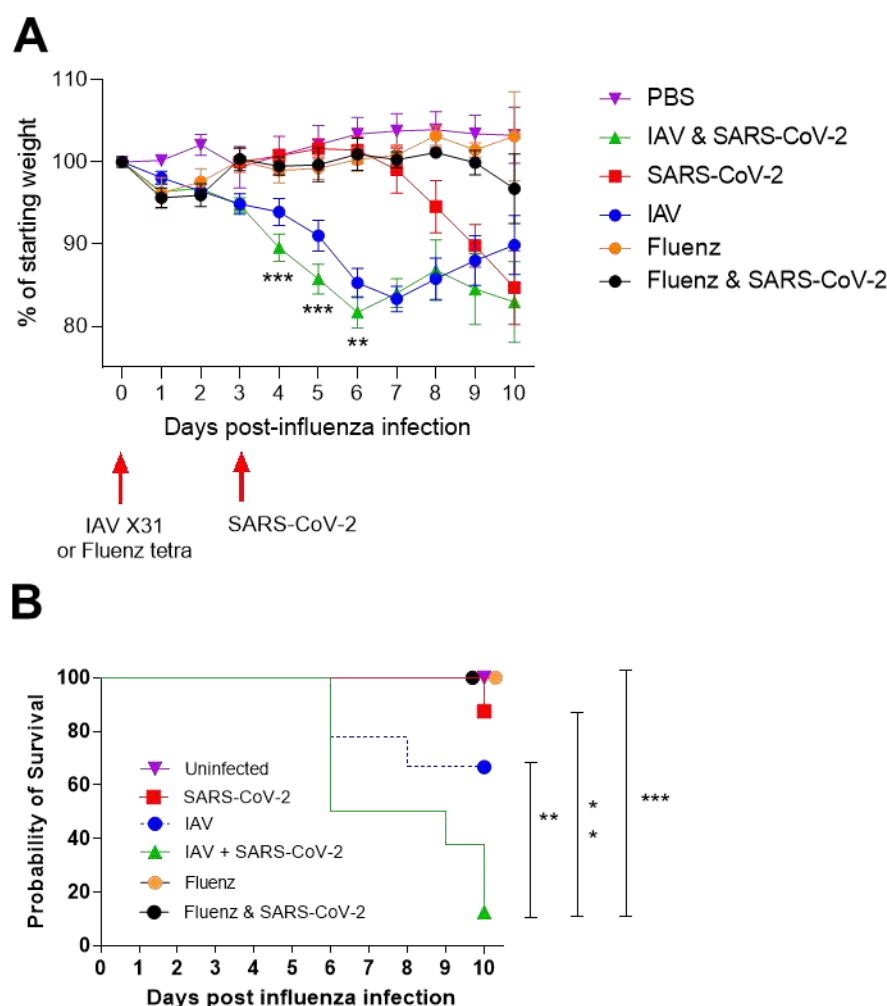 A
110
100
90
80
% of starting weight
***
***
**
0 1 2 3 4 5 6 7 8 9 10
Days post-influenza infection
PBS
IAV & SARS-CoV-2
SARS-CoV-2
IAV
Fluenz
Fluenz & SARS-CoV-2
IAV X31
or Fluenz tetra
SARS-CoV-2
B
100
80
60
40
20
0
Probability of Survival
Uninfected
SARS-CoV-2
IAV
IAV + SARS-CoV-2
Fluenz
Fluenz & SARS-CoV-2
**
*
*
***
0 1 2 3 4 5 6 7 8 9 10
Days post influenza infection